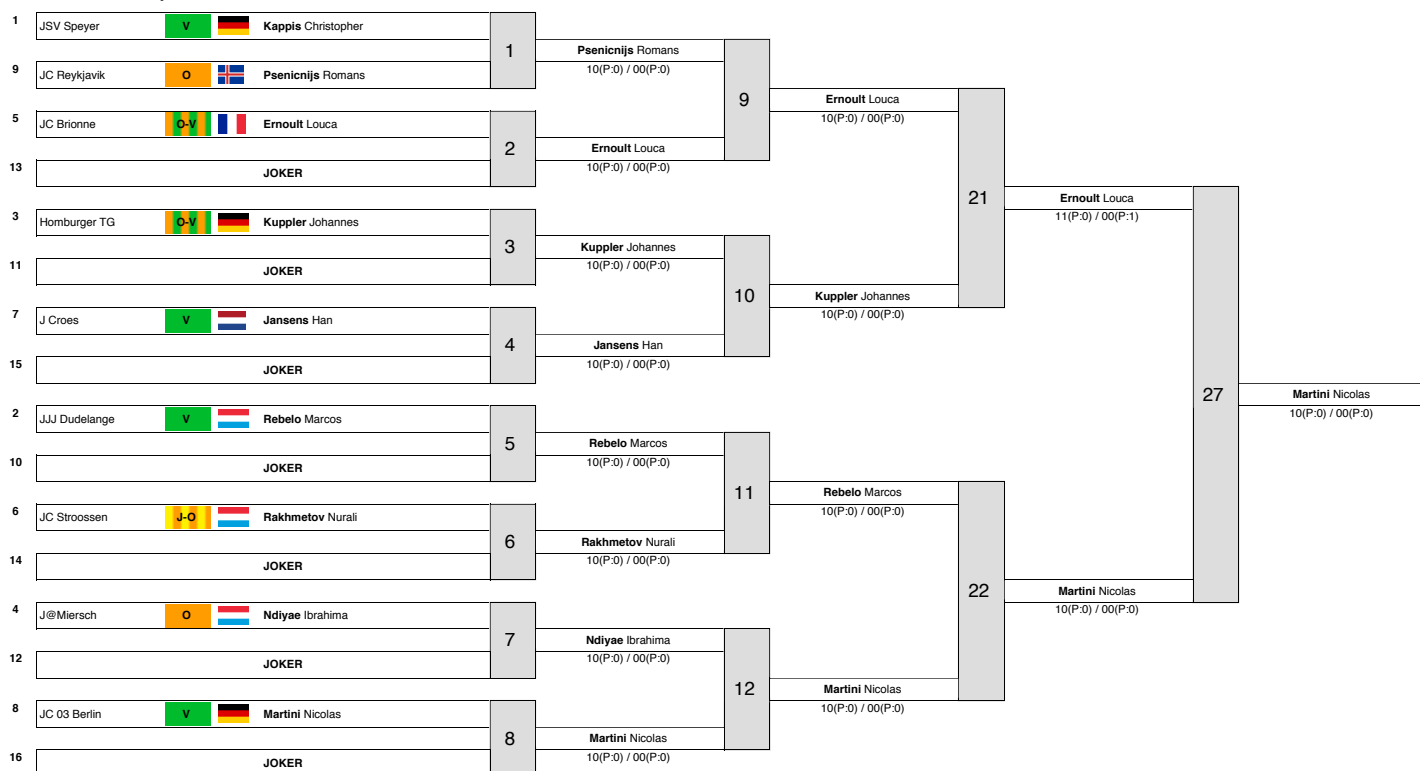 1 JSV Speyer V Kappis Christopher
1
Psenicnijs Romans
10(P:0) / 00(P:0)
9 JC Reykjavik O Psenicnijs Romans
9
Ernoult Louca
10(P:0) / 00(P:0)
5 JC Brionne O-V Ernoult Louca
2
Ernoult Louca
10(P:0) / 00(P:0)
13 JOKER
21
Ernoult Louca
11(P:0) / 00(P:1)
3 Homburger TG O-V Kuppler Johannes
3
Kuppler Johannes
10(P:0) / 00(P:0)
11 JOKER
10
Kuppler Johannes
10(P:0) / 00(P:0)
7 J Croes V Jansens Han
4
Jansens Han
10(P:0) / 00(P:0)
15 JOKER
27
Martini Nicolas
10(P:0) / 00(P:0)
2 JJJ Dudelange V Rebelo Marcos
5
Rebelo Marcos
10(P:0) / 00(P:0)
10 JOKER
11
Rebelo Marcos
10(P:0) / 00(P:0)
6 JC Stroossen J-O Rakhmetov Nurali
6
Rakhmetov Nurali
10(P:0) / 00(P:0)
14 JOKER
22
Martini Nicolas
10(P:0) / 00(P:0)
4 J@Miersch O Ndiyae Ibrahima
7
Ndiyae Ibrahima
10(P:0) / 00(P:0)
12 JOKER
12
Martini Nicolas
10(P:0) / 00(P:0)
8 JC 03 Berlin V Martini Nicolas
8
Martini Nicolas
10(P:0) / 00(P:0)
16 JOKER